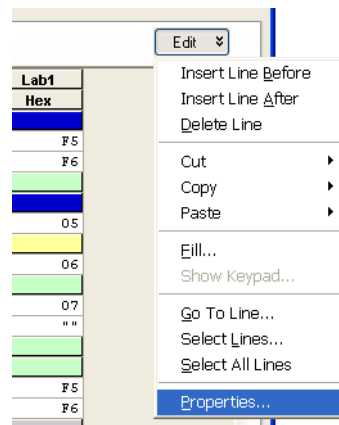 Edit
Lab1
Hex
F5
F6
05
06
07
" "
F5
F6
Insert Line Before
Insert Line After
Delete Line
Cut
Copy
Paste
Fill...
Show Keypad...
Go To Line...
Select Lines...
Select All Lines
Properties...